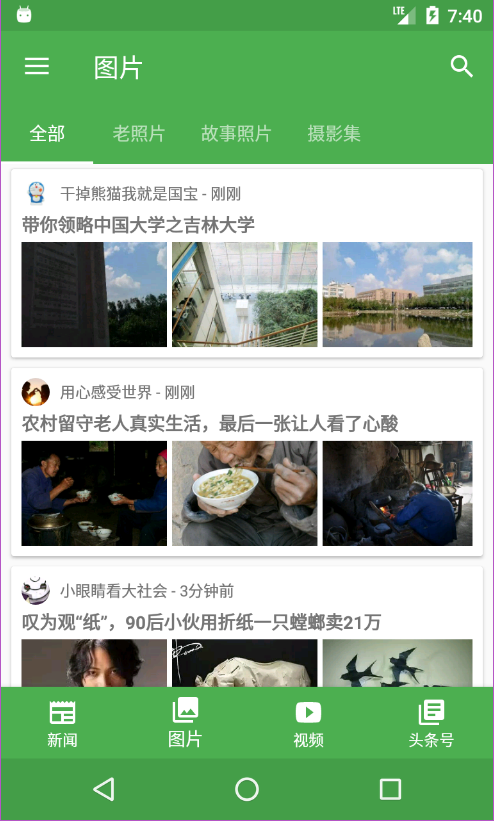 LTE 7:40
图片
全部 老照片 故事照片 摄影集
干掉熊猫我就是国宝 - 刚刚
带你领略中国大学之吉林大学
用心感受世界 - 刚刚
农村留守老人真实生活，最后一张让人看了心酸
小眼睛看大社会 - 3分钟前
叹为观“纸”，90后小伙用折纸一只螳螂卖21万
新闻 图片 视频 头条号